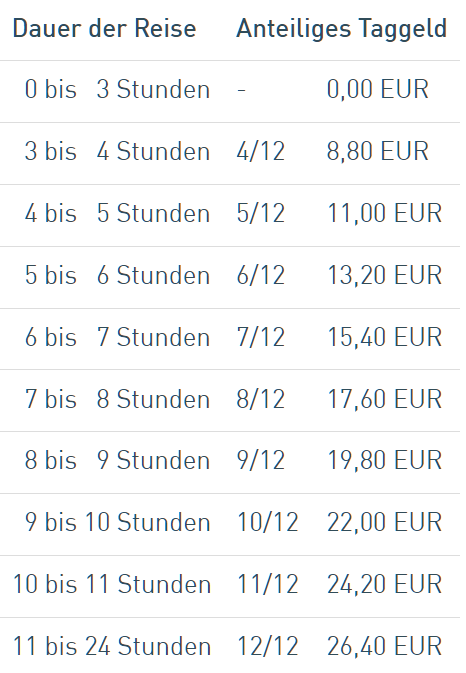 Dauer der Reise Anteiliges Taggeld
0 bis 3 Stunden - 0,00 EUR
3 bis 4 Stunden 4/12 8,80 EUR
4 bis 5 Stunden 5/12 11,00 EUR
5 bis 6 Stunden 6/12 13,20 EUR
6 bis 7 Stunden 7/12 15,40 EUR
7 bis 8 Stunden 8/12 17,60 EUR
8 bis 9 Stunden 9/12 19,80 EUR
9 bis 10 Stunden 10/12 22,00 EUR
10 bis 11 Stunden 11/12 24,20 EUR
11 bis 24 Stunden 12/12 26,40 EUR